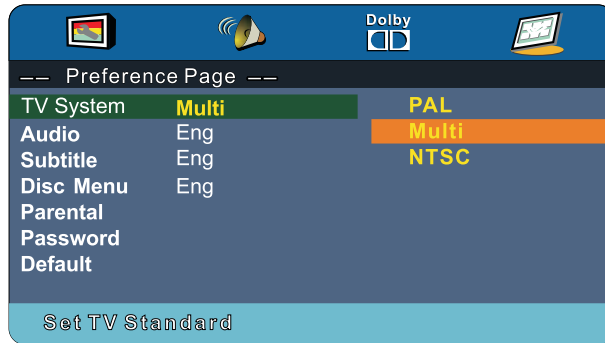 Dolby
-- Preference Page --
TV System Multi PAL
Audio Eng Multi
Subtitle Eng NTSC
Disc Menu Eng
Parental
Password
Default
Set TV Standard